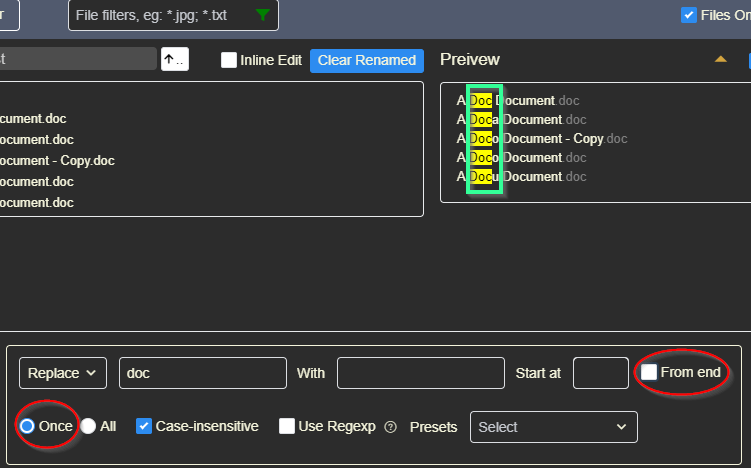 r
File filters, eg: *.jpg; *.txt
Files On
st
..
Inline Edit
Clear Renamed
Preivew
cument.doc
ocument.doc
ocument - Copy.doc
ocument.doc
ocument.doc
A Doc Document.doc
A Doca Document.doc
A Doco Document - Copy.doc
A Doco Document.doc
A Docu Document.doc
Replace
doc
With
Start at
From end
Once
All
Case-insensitive
Use Regexp
?
Presets
Select